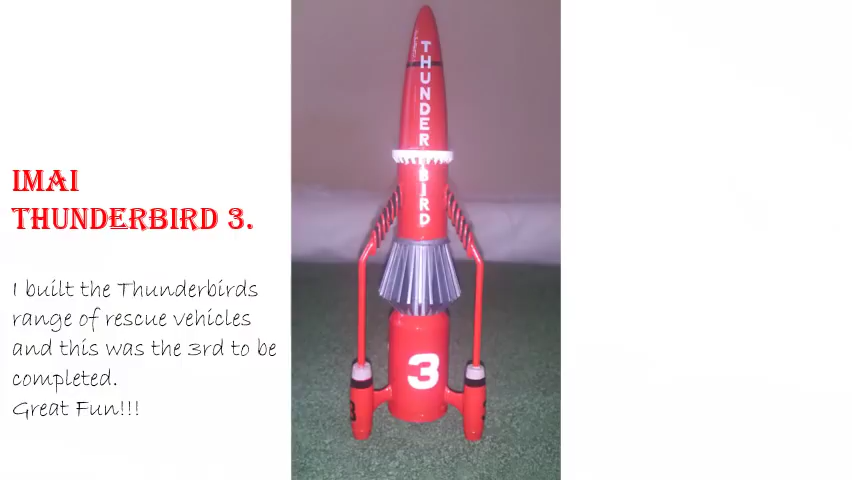 IMAI
THUNDERBIRD 3.
I built the Thunderbirds
range of rescue vehicles
and this was the 3rd to be
completed.
Great Fun!!!
THUNDERBIRD
3